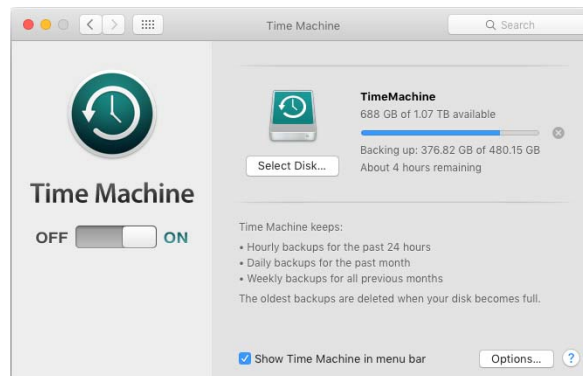 Time Machine
Search
Time Machine
OFF ON
Select Disk...
TimeMachine
688 GB of 1.07 TB available
Backing up: 376.82 GB of 480.15 GB
About 4 hours remaining
Time Machine keeps:
• Hourly backups for the past 24 hours
• Daily backups for the past month
• Weekly backups for all previous months
The oldest backups are deleted when your disk becomes full.
Show Time Machine in menu bar
Options...
?